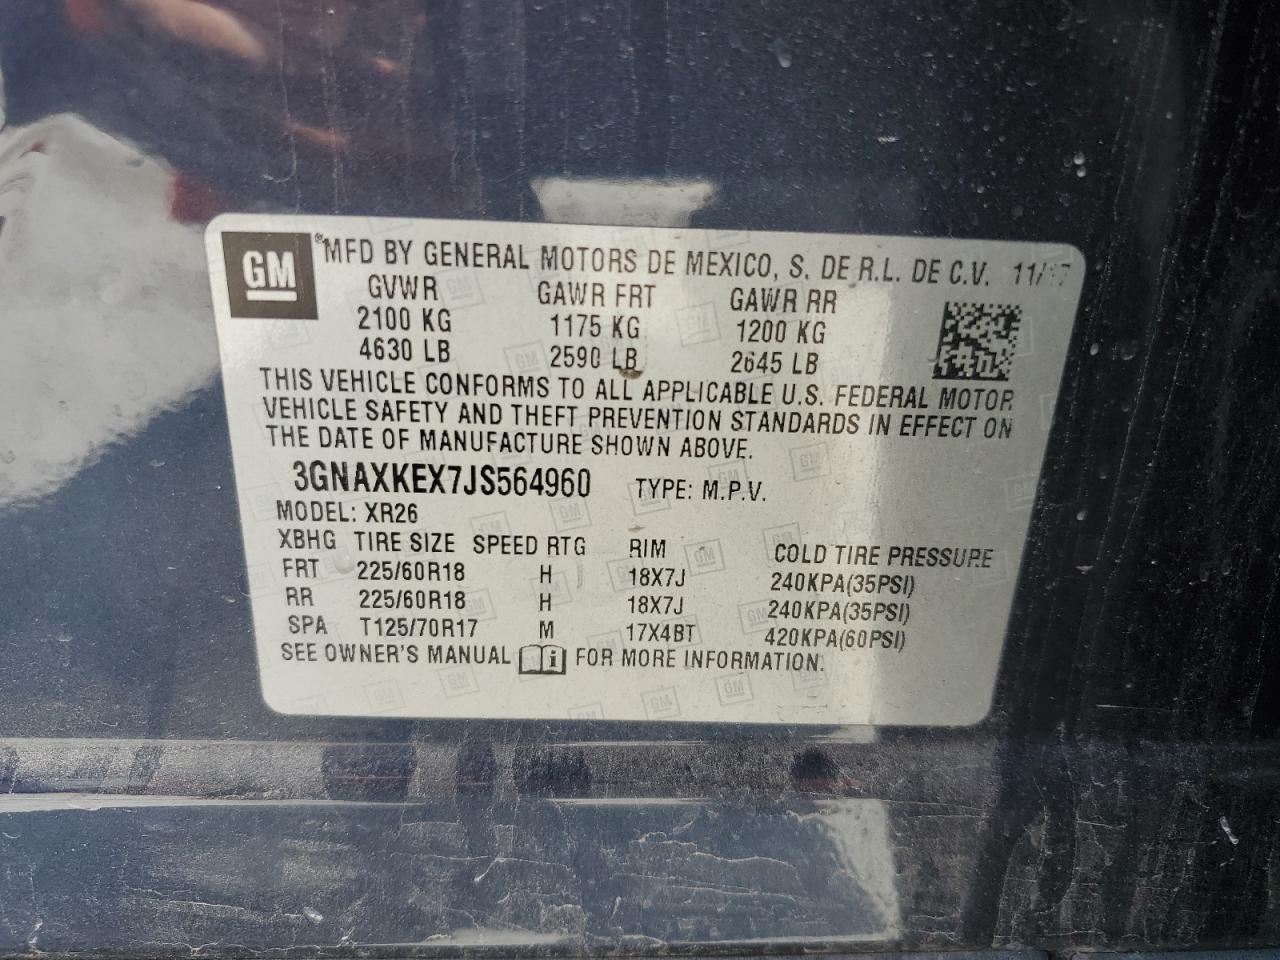 GM
®MFD BY GENERAL MOTORS DE MEXICO, S. DE R.L. DE C.V. 11/17
GVWR GAWR FRT GAWR RR
2100 KG 1175 KG 1200 KG
4630 LB 2590 LB 2645 LB
THIS VEHICLE CONFORMS TO ALL APPLICABLE U.S. FEDERAL MOTOR
VEHICLE SAFETY AND THEFT PREVENTION STANDARDS IN EFFECT ON
THE DATE OF MANUFACTURE SHOWN ABOVE.
3GNAXKEX7JS564960 TYPE: M.P.V.
MODEL: XR26
XBHG TIRE SIZE SPEED RTG RIM COLD TIRE PRESSURE
FRT 225/60R18 H 18X7J 240KPA(35PSI)
RR 225/60R18 H 18X7J 240KPA(35PSI)
SPA T125/70R17 M 17X4BT 420KPA(60PSI)
SEE OWNER'S MANUAL i FOR MORE INFORMATION.